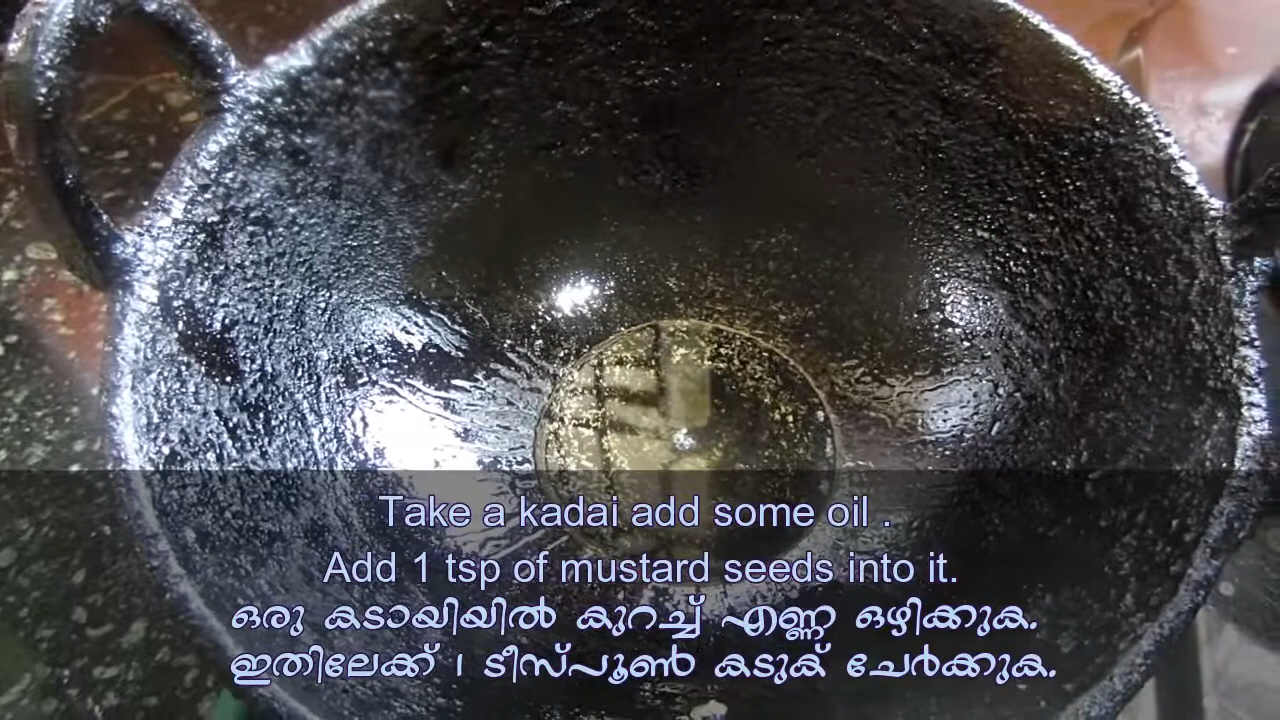 Take a kadai add some oil .
Add 1 tsp of mustard seeds into it.
ഒരു കടായിയിൽ കുറച്ച് എണ്ണ ഒഴിക്കുക.
ഇതിലേക്ക് 1 ടീസ്പൂൺ കടുക് ചേർക്കുക.